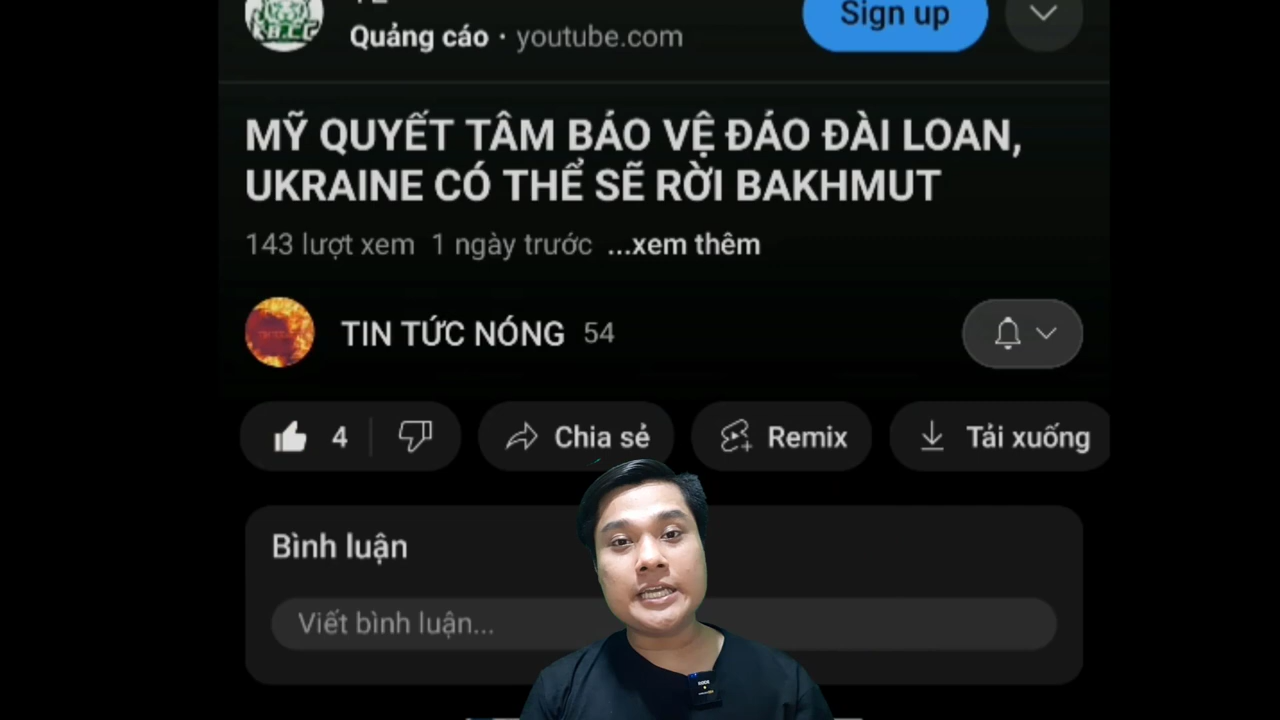 Sign up
Quảng cáo · youtube.com
MỸ QUYẾT TÂM BẢO VỆ ĐẢO ĐÀI LOAN,
UKRAINE CÓ THỂ SẼ RỜI BAKHMUT
143 lượt xem 1 ngày trước ...xem thêm
TIN TỨC NÓNG 54
4 Chia sẻ Remix Tải xuống
Bình luận
Viết bình luận...